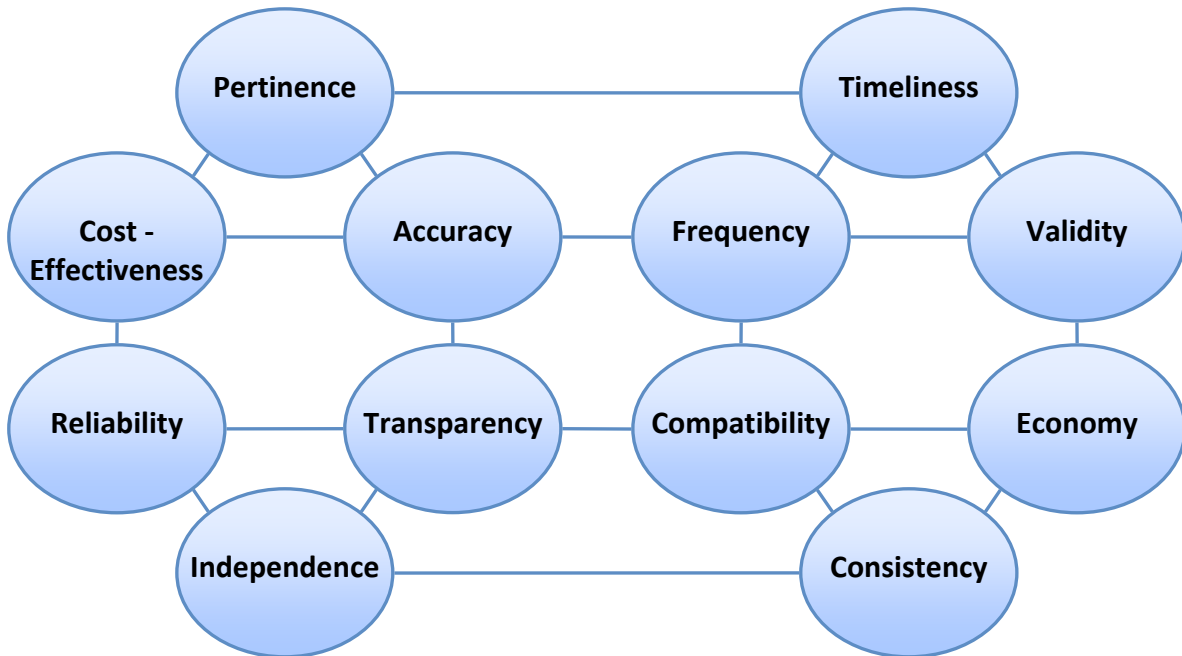 Pertinence
Timeliness
Cost -
Effectiveness
Accuracy
Frequency
Validity
Reliability
Transparency
Compatibility
Economy
Independence
Consistency